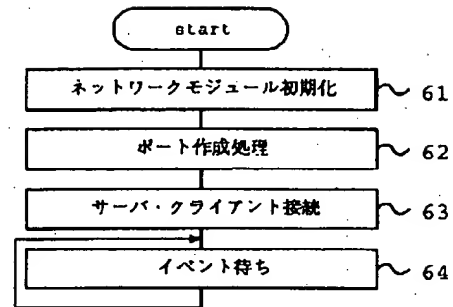 start
ネットワークモジュール初期化 61
ポート作成処理 62
サーバ・クライアント接続 63
イベント待ち 64